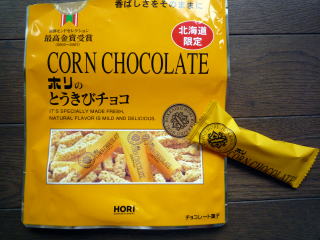 香ばしさをそのままに
最高金賞受賞
北海道
限定
CORN CHOCOLATE
ホリの
とうきびチョコ
IT'S SPECIALLY MADE FRESH,
NATURAL FLAVOR IS MILD AND DELICIOUS.
CORN CHOCOLATE
HORI
チョコレート菓子